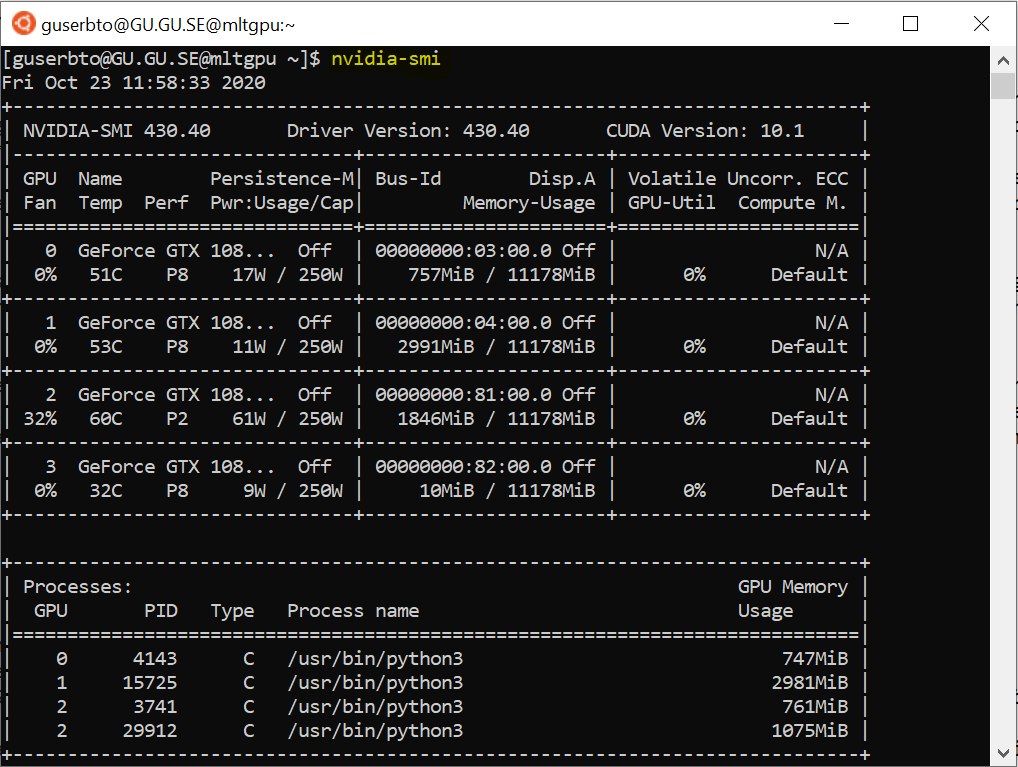 guserbto@GU.GU.SE@mltgpu:~
[guserbto@GU.GU.SE@mltgpu ~]$ nvidia-smi
Fri Oct 23 11:58:33 2020
+-----------------------------------------------------------------------------+
| NVIDIA-SMI 430.40       Driver Version: 430.40       CUDA Version: 10.1     |
|-------------------------------+----------------------+----------------------+
| GPU  Name        Persistence-M| Bus-Id        Disp.A | Volatile Uncorr. ECC |
| Fan  Temp  Perf  Pwr:Usage/Cap|         Memory-Usage | GPU-Util  Compute M. |
|===============================+======================+======================|
|   0  GeForce GTX 108...  Off  | 00000000:03:00.0 Off |                  N/A |
|  0%   51C    P8    17W / 250W |    757MiB / 11178MiB |      0%      Default |
+-------------------------------+----------------------+----------------------+
|   1  GeForce GTX 108...  Off  | 00000000:04:00.0 Off |                  N/A |
|  0%   53C    P8    11W / 250W |   2991MiB / 11178MiB |      0%      Default |
+-------------------------------+----------------------+----------------------+
|   2  GeForce GTX 108...  Off  | 00000000:81:00.0 Off |                  N/A |
| 32%   60C    P2    61W / 250W |   1846MiB / 11178MiB |      0%      Default |
+-------------------------------+----------------------+----------------------+
|   3  GeForce GTX 108...  Off  | 00000000:82:00.0 Off |                  N/A |
|  0%   32C    P8     9W / 250W |     10MiB / 11178MiB |      0%      Default |
+-------------------------------+----------------------+----------------------+
+-----------------------------------------------------------------------------+
| Processes:                                                       GPU Memory |
|  GPU       PID   Type   Process name                             Usage      |
|=============================================================================|
|    0      4143      C   /usr/bin/python3                             747MiB |
|    1     15725      C   /usr/bin/python3                            2981MiB |
|    2      3741      C   /usr/bin/python3                             761MiB |
|    2     29912      C   /usr/bin/python3                            1075MiB |
+-----------------------------------------------------------------------------+